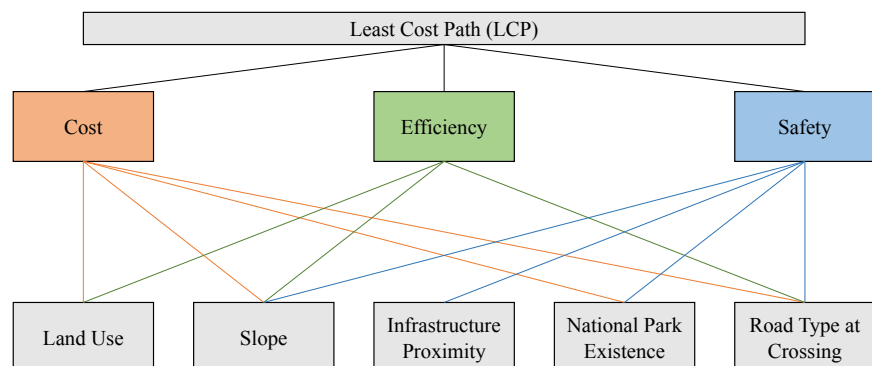 Least Cost Path (LCP)
Cost
Efficiency
Safety
Land Use
Slope
Infrastructure
Proximity
National Park
Existence
Road Type at
Crossing